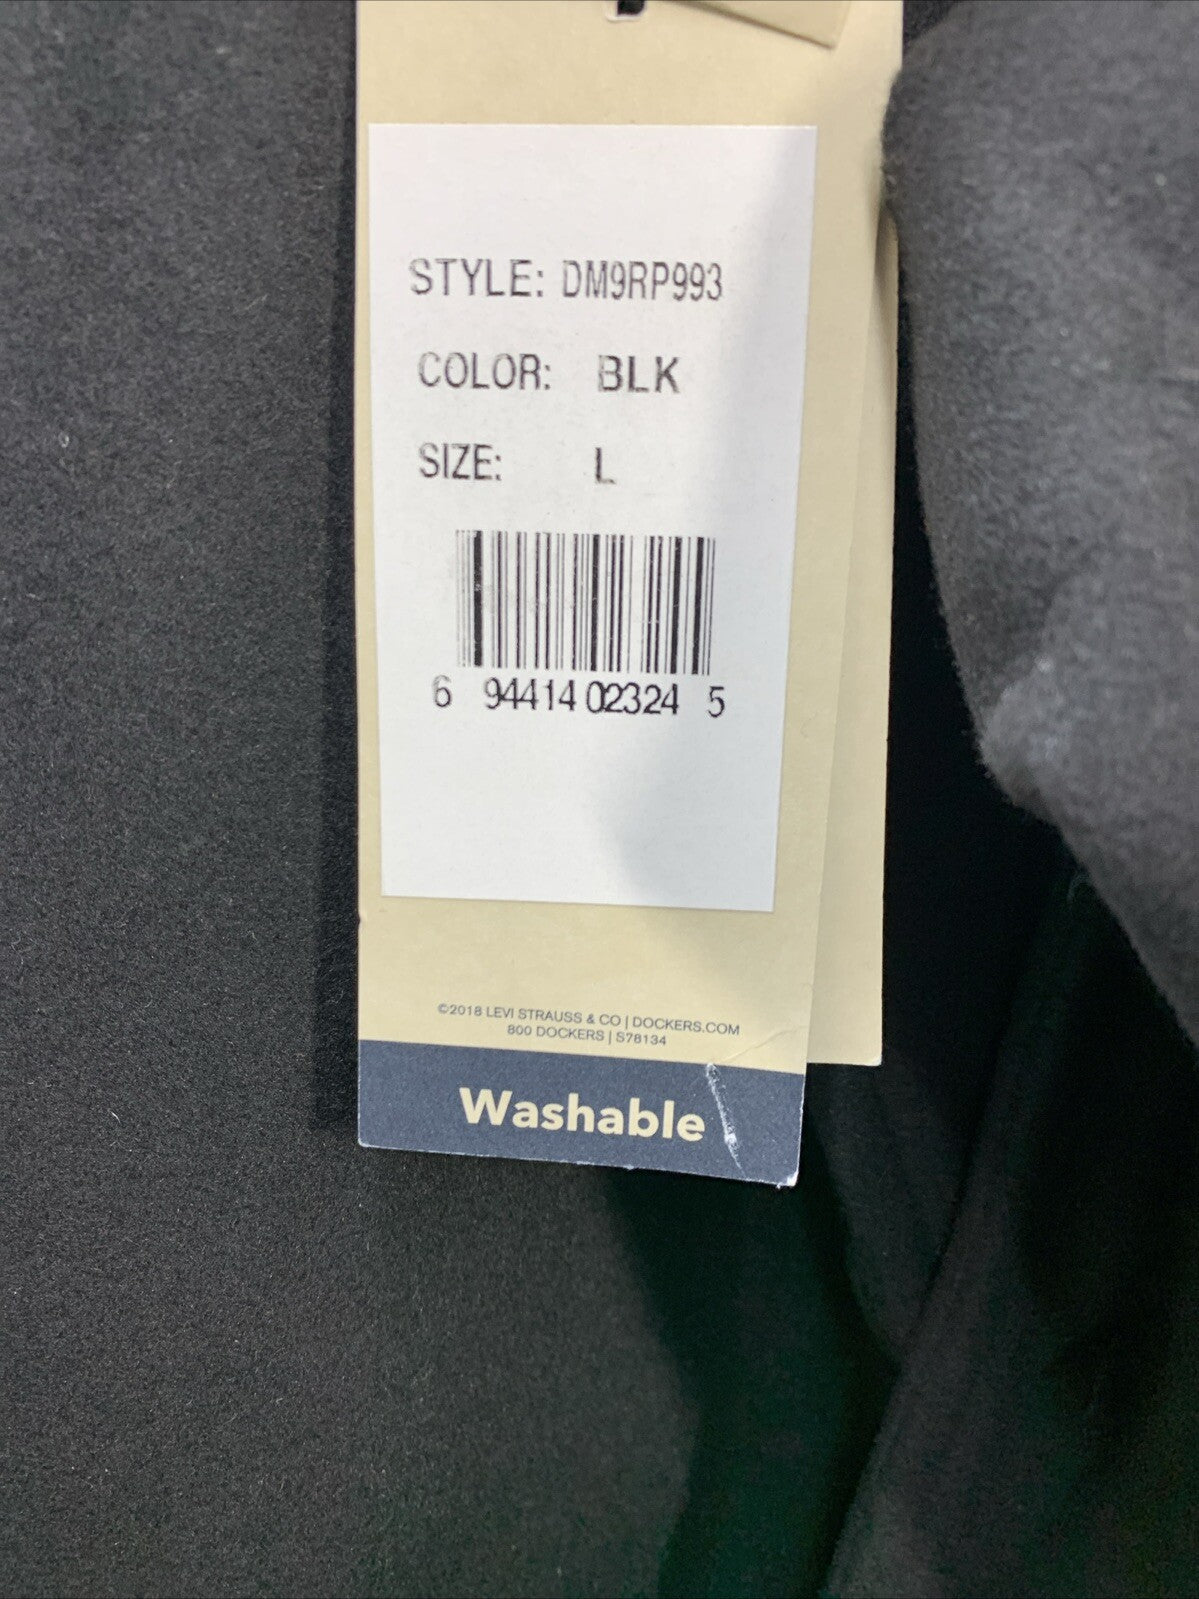 STYLE: DM9RP993
COLOR: BLK
SIZE: L
6 94414 02324 5
©2018 LEVI STRAUSS & CO | DOCKERS.COM
800 DOCKERS | S78134
Washable